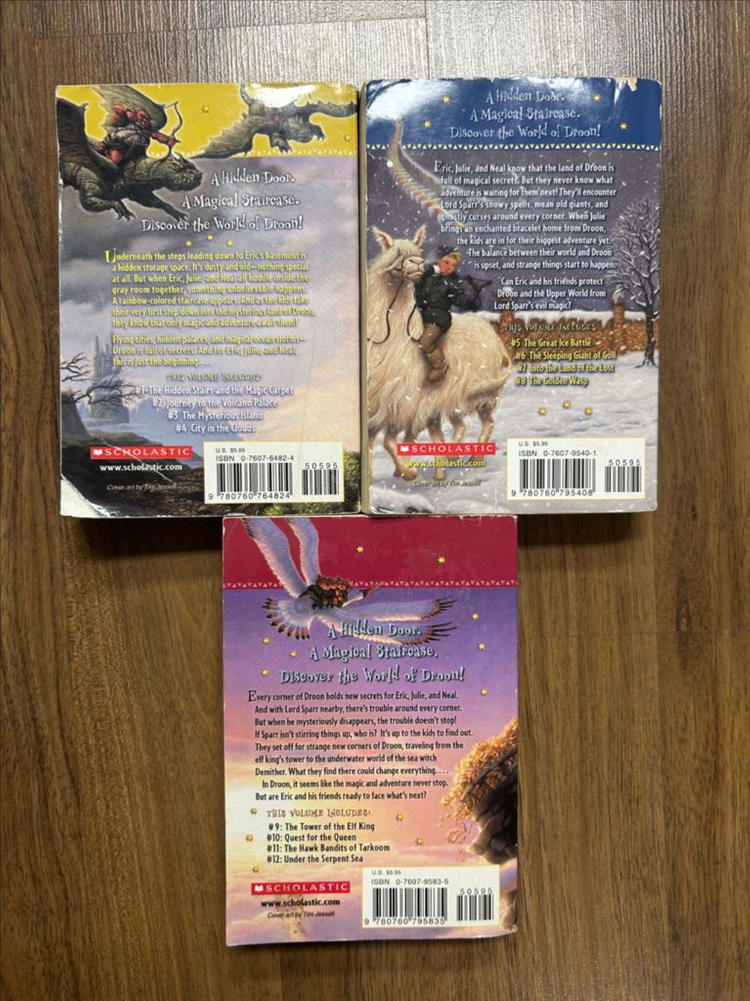 A Hidden Door.
A Magical Staircase.
Discover the World of Droon!
Underneath the steps leading down to Eric's basement is
a hidden storage space. It's dusty and old—nothing special
at all. But when Eric, Julie, and Neal all huddle inside the
gray room together, something unbelievable happens.
A rainbow-colored staircase appears. And as the kids take
their very first step down into the mysterious land of Droon,
they know that only magic and adventure await them!
Flying cities, hidden palaces, and magical ocean storms—
Droon is full of secrets! And for Eric, Julie, and Neal,
this is just the beginning. . . .
THIS VOLUME INCLUDES
#1 The Hidden Stairs and the Magic Carpet
#2 Journey to the Volcano Palace
#3 The Mysterious Island
#4 City in the Clouds
SCHOLASTIC
www.scholastic.com
Cover art by Tim Jessell
U.S. $5.95
ISBN 0-7607-6482-4
50595
9 780760 764824
A Hidden Door.
A Magical Staircase.
Discover the World of Droon!
Eric, Julie, and Neal know that the land of Droon is
full of magical secrets. But they never know what
adventure is waiting for them next! They'll encounter
Lord Sparr's snowy spells, mean old giants, and
ghostly curses around every corner. When Julie
brings an enchanted bracelet home from Droon,
the kids are in for their biggest adventure yet.
The balance between their world and Droon
is upset, and strange things start to happen.
Can Eric and his friends protect
Droon and the Upper World from
Lord Sparr's evil magic?
THIS VOLUME INCLUDES
#5 The Great Ice Battle
#6 The Sleeping Giant of Goll
#7 Into the Land of the Lost
#8 The Golden Wasp
SCHOLASTIC
www.scholastic.com
Cover art by Tim Jessell
U.S. $5.95
ISBN 0-7607-9540-1
50595
9 780760 795408
A Hidden Door.
A Magical Staircase.
Discover the World of Droon!
Every corner of Droon holds new secrets for Eric, Julie, and Neal.
And with Lord Sparr nearby, there's trouble around every corner.
But when he mysteriously disappears, the trouble doesn't stop!
If Sparr isn't stirring things up, who is? It's up to the kids to find out.
They set off for strange new corners of Droon, traveling from the
elf king's tower to the underwater world of the sea witch
Demither. What they find there could change everything. . . .
In Droon, it seems like the magic and adventure never stop.
But are Eric and his friends ready to face what's next?
THIS VOLUME INCLUDES:
#9: The Tower of the Elf King
#10: Quest for the Queen
#11: The Hawk Bandits of Tarkoom
#12: Under the Serpent Sea
SCHOLASTIC
www.scholastic.com
Cover art by Tim Jessell
U.S. $5.95
ISBN 0-7607-9583-5
50595
9 780760 795835